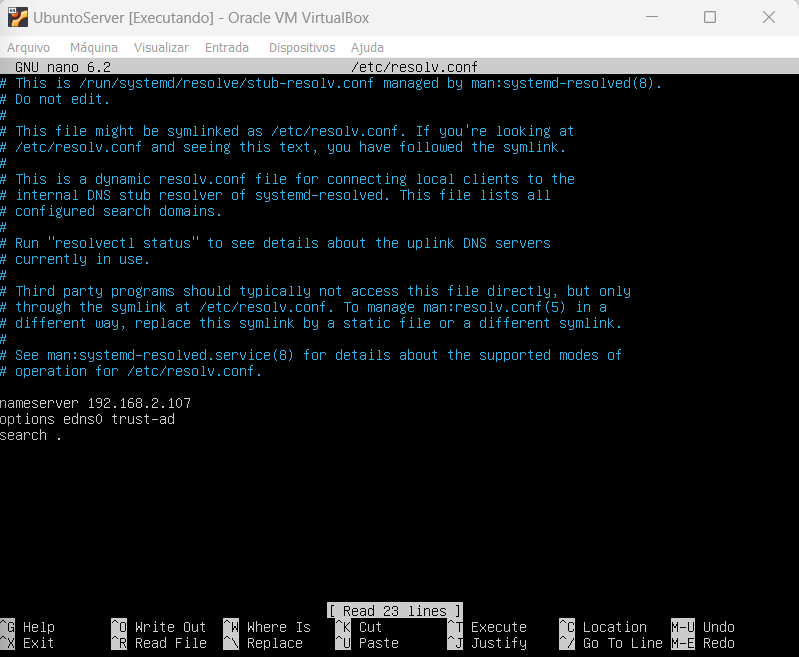 UbuntoServer [Executando] - Oracle VM VirtualBox
Arquivo Máquina Visualizar Entrada Dispositivos Ajuda
GNU nano 6.2 /etc/resolv.conf
# This is /run/systemd/resolve/stub-resolv.conf managed by man:systemd-resolved(8).
# Do not edit.
#
# This file might be symlinked as /etc/resolv.conf. If you're looking at
# /etc/resolv.conf and seeing this text, you have followed the symlink.
#
# This is a dynamic resolv.conf file for connecting local clients to the
# internal DNS stub resolver of systemd-resolved. This file lists all
# configured search domains.
#
# Run "resolvectl status" to see details about the uplink DNS servers
# currently in use.
#
# Third party programs should typically not access this file directly, but only
# through the symlink at /etc/resolv.conf. To manage man:resolv.conf(5) in a
# different way, replace this symlink by a static file or a different symlink.
#
# See man:systemd-resolved.service(8) for details about the supported modes of
# operation for /etc/resolv.conf.
nameserver 192.168.2.107
options edns0 trust-ad
search .
[ Read 23 lines ]
^G Help ^O Write Out ^W Where Is ^K Cut ^T Execute ^C Location M-U Undo
^X Exit ^R Read File ^\ Replace ^U Paste ^J Justify ^/ Go To Line M-E Redo